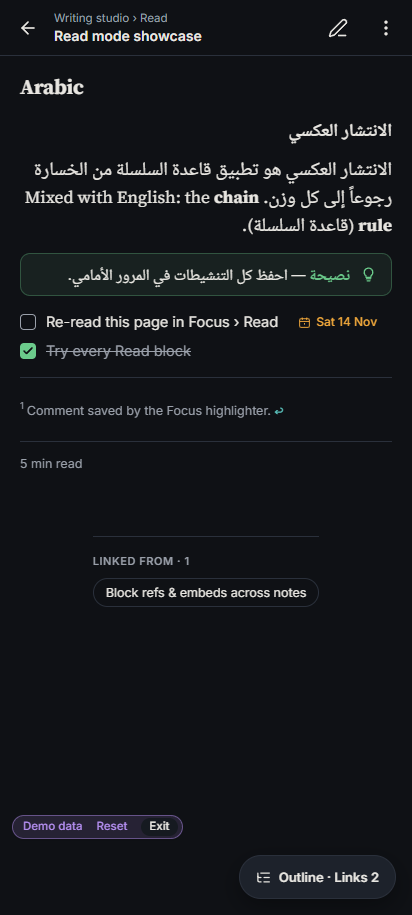 Writing studio › Read
Read mode showcase
Arabic
الانتشار العكسي
الانتشار العكسي هو تطبيق قاعدة السلسلة من الخسارة
رجوعاً إلى كل وزن. Mixed with English: the chain
rule (قاعدة السلسلة).
نصيحة — احفظ كل التنشيطات في المرور الأمامي.
Re-read this page in Focus › Read Sat 14 Nov
Try every Read block
1 Comment saved by the Focus highlighter. ↩
5 min read
LINKED FROM · 1
Block refs & embeds across notes
Demo data Reset Exit
Outline · Links 2